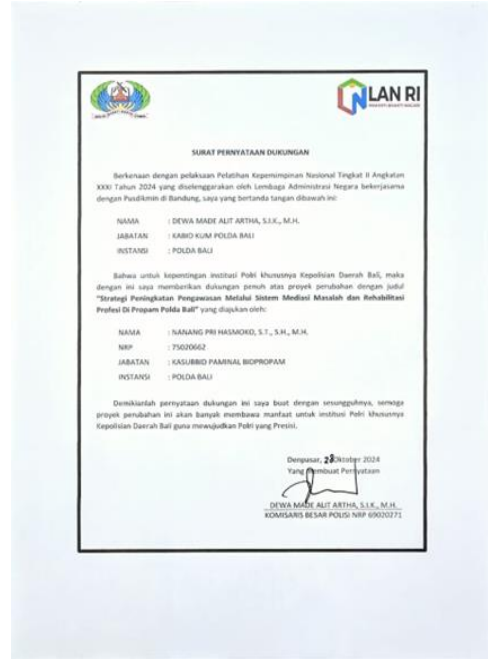 LAN RI
SURAT PERNYATAAN DUKUNGAN
Berkenaan dengan pelaksaan Pelatihan Kepemimpinan Nasional Tingkat II Angkatan
XXXI Tahun 2024 yang diselenggarakan oleh Lembaga Administrasi Negara bekerjasama
dengan Pusdikmin di Bandung, saya yang bertanda tangan dibawah ini:
NAMA : DEWA MADE ALIT ARTHA, S.I.K., M.H.
JABATAN : KABID KUM POLDA BALI
INSTANSI : POLDA BALI
Bahwa untuk kepentingan institusi Polri khususnya Kepolisian Daerah Bali, maka
dengan ini saya memberikan dukungan penuh atas proyek perubahan dengan judul
"Strategi Peningkatan Pengawasan Melalui Sistem Mediasi Masalah dan Rehabilitasi
Profesi Di Propam Polda Bali" yang diajukan oleh:
NAMA : NANANG PRI HASMOKO, S.T., S.H., M.H.
NRP : 75020662
JABATAN : KASUBBID PAMINAL BIDPROPAM
INSTANSI : POLDA BALI
Demikianlah pernyataan dukungan ini saya buat dengan sesungguhnya, semoga
proyek perubahan ini akan banyak membawa manfaat untuk institusi Polri khususnya
Kepolisian Daerah Bali guna mewujudkan Polri yang Presisi.
Denpasar, 28 Oktober 2024
Yang Membuat Pernyataan
DEWA MADE ALIT ARTHA, S.I.K., M.H.
KOMISARIS BESAR POLISI NRP 69020271